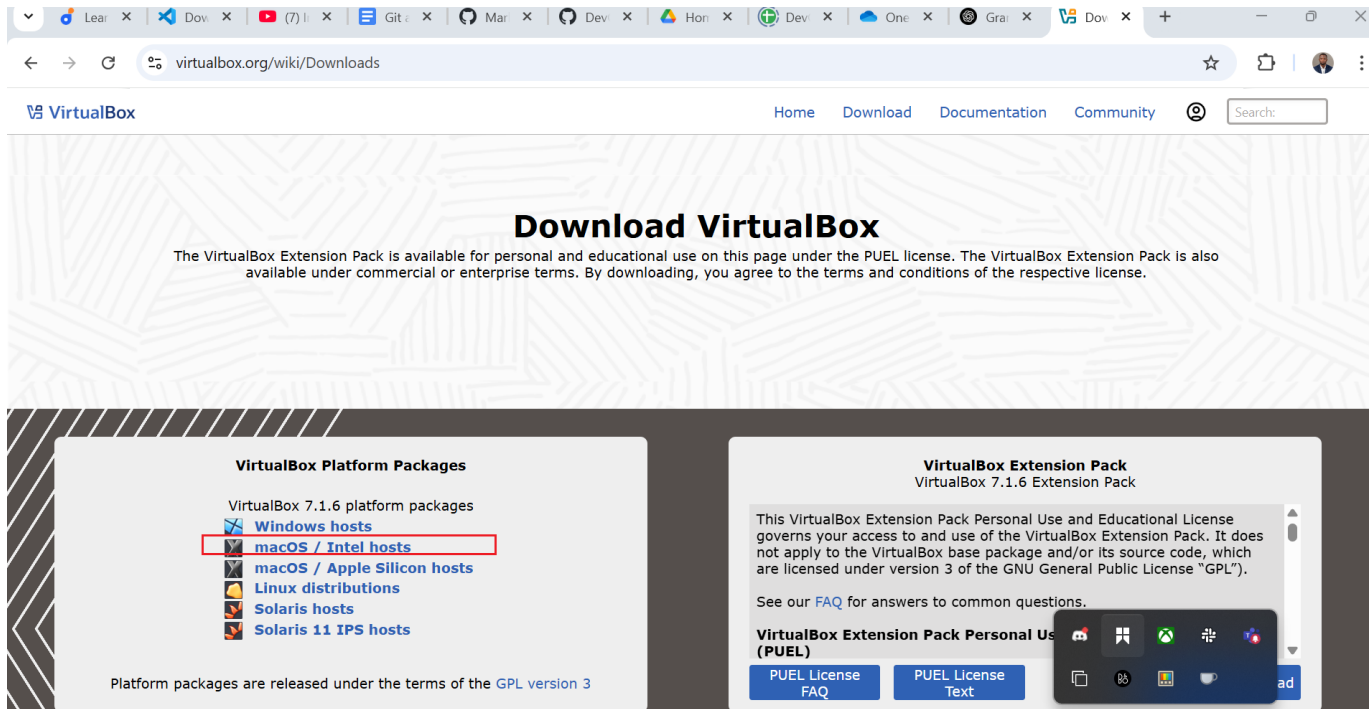 Lear
Dow
(7) Ic
Git a
Mar
Dev
Hom
Dev
One
Gra
Dow
virtualbox.org/wiki/Downloads
VirtualBox
Home
Download
Documentation
Community
Search:
Download VirtualBox
The VirtualBox Extension Pack is available for personal and educational use on this page under the PUEL license. The VirtualBox Extension Pack is also
available under commercial or enterprise terms. By downloading, you agree to the terms and conditions of the respective license.
VirtualBox Platform Packages
VirtualBox 7.1.6 platform packages
Windows hosts
macOS / Intel hosts
macOS / Apple Silicon hosts
Linux distributions
Solaris hosts
Solaris 11 IPS hosts
Platform packages are released under the terms of the GPL version 3
VirtualBox Extension Pack
VirtualBox 7.1.6 Extension Pack
This VirtualBox Extension Pack Personal Use and Educational License
governs your access to and use of the VirtualBox Extension Pack. It does
not apply to the VirtualBox base package and/or its source code, which
are licensed under version 3 of the GNU General Public License “GPL”).
See our FAQ for answers to common questions.
VirtualBox Extension Pack Personal Us
(PUEL)
PUEL License
FAQ
PUEL License
Text
ad